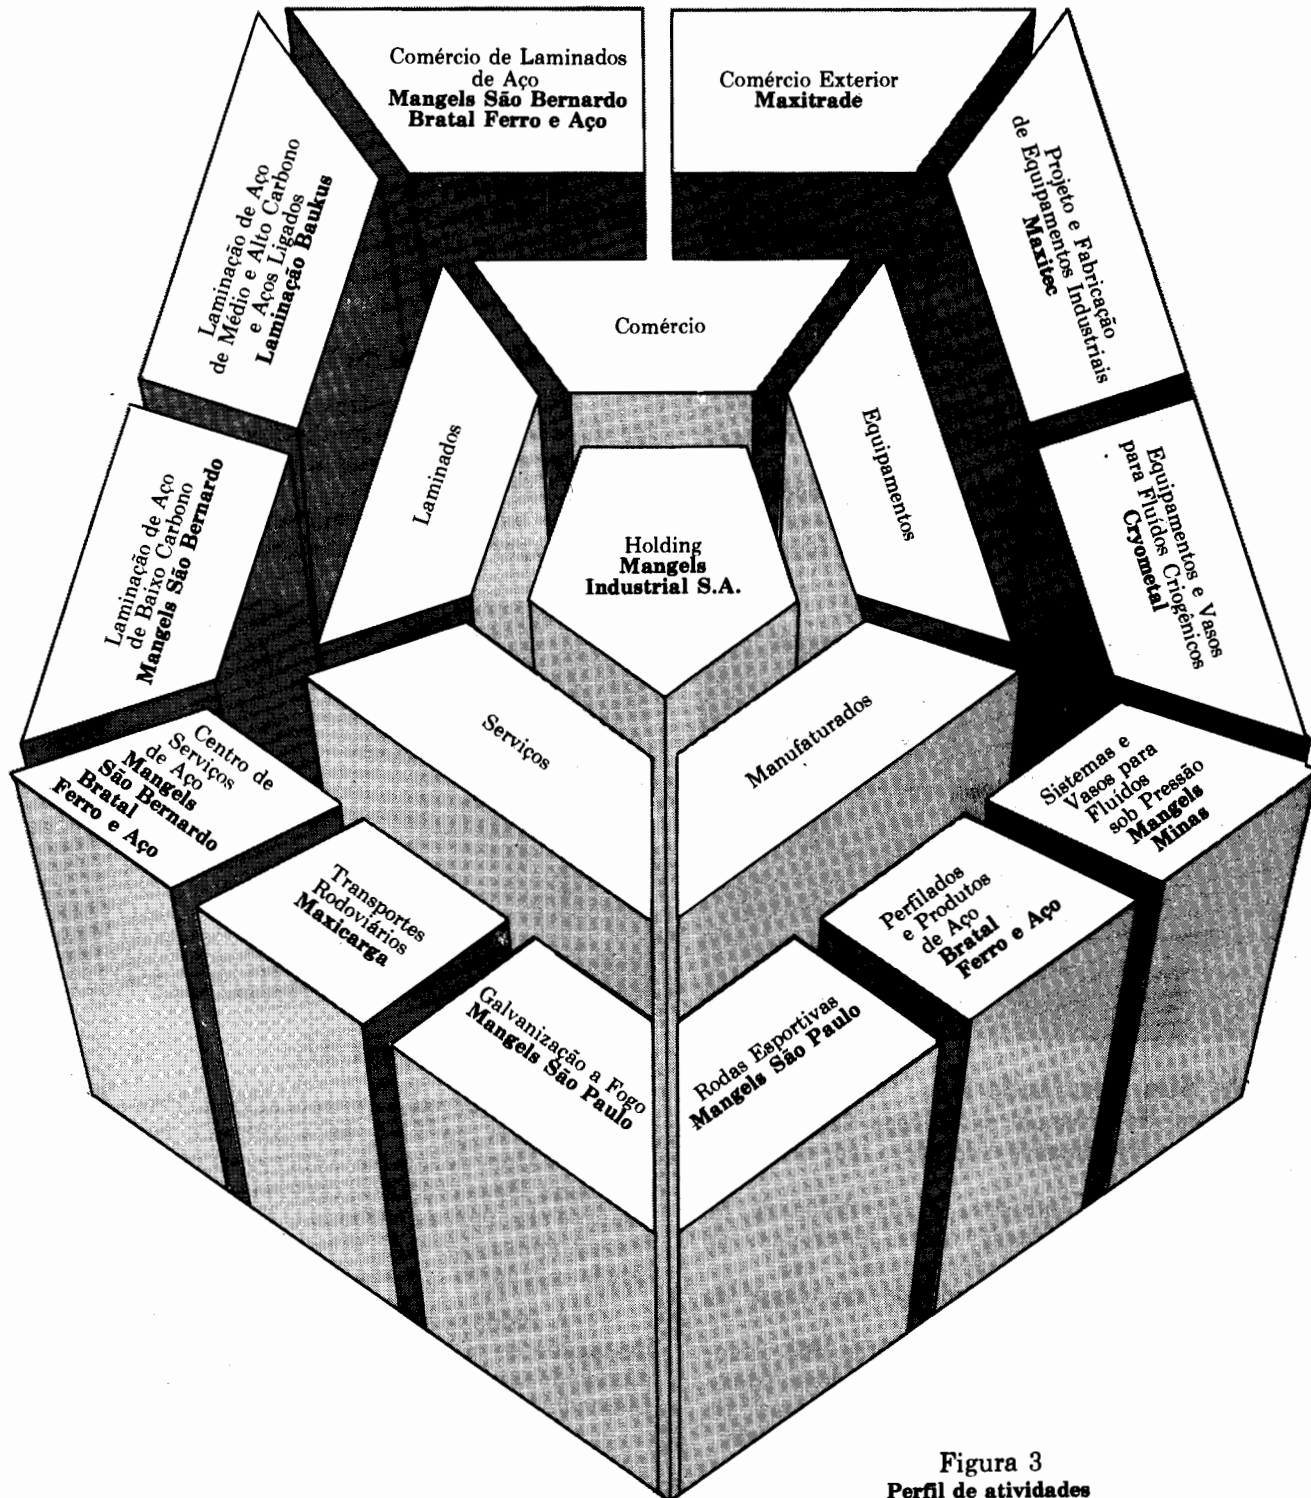 Comércio de Laminados
de Aço
Mangels São Bernardo
Bratal Ferro e Aço
Comércio Exterior
Maxitrade
Laminação de Aço
de Médio e Alto Carbono
e Aços Ligados
Laminação Baukus
Projeto e Fabricação
de Equipamentos Industriais
Maxitec
Comércio
Laminados
Equipamentos
Laminação de Aço
de Baixo Carbono
Mangels São Bernardo
Equipamentos e Vasos
para Fluídos Criogênicos
Cryometal
Holding
Mangels
Industrial S.A.
Serviços
Manufaturados
Centro de
Serviços
de Aço
Mangels
São Bernardo
Bratal
Ferro e Aço
Sistemas e
Vasos para
Fluídos
sob Pressão
Mangels
Minas
Transportes
Rodoviários
Maxicarga
Perfilados
e Produtos
de Aço
Bratal
Ferro e Aço
Galvanização a Fogo
Mangels São Paulo
Rodas Esportivas
Mangels São Paulo
Figura 3
Perfil de atividades